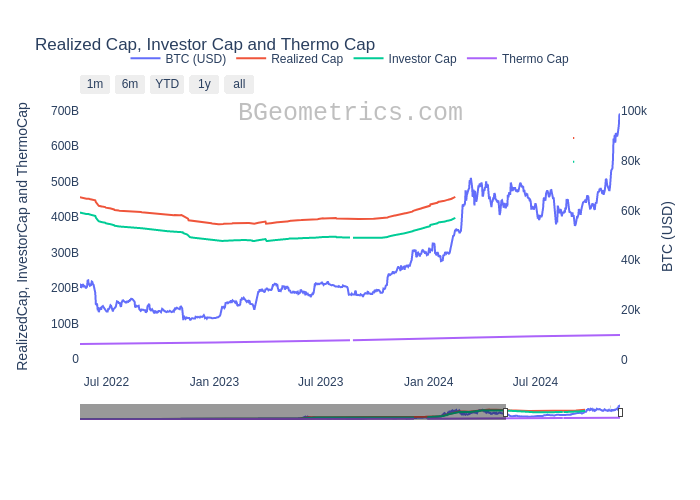 Realized Cap, Investor Cap and Thermo Cap
BTC (USD) Realized Cap Investor Cap Thermo Cap
1m 6m YTD 1y all
BGeometrics.com
700B
600B
500B
400B
300B
200B
100B
0
RealizedCap, InvestorCap and ThermoCap
100k
80k
60k
40k
20k
0
BTC (USD)
Jul 2022 Jan 2023 Jul 2023 Jan 2024 Jul 2024